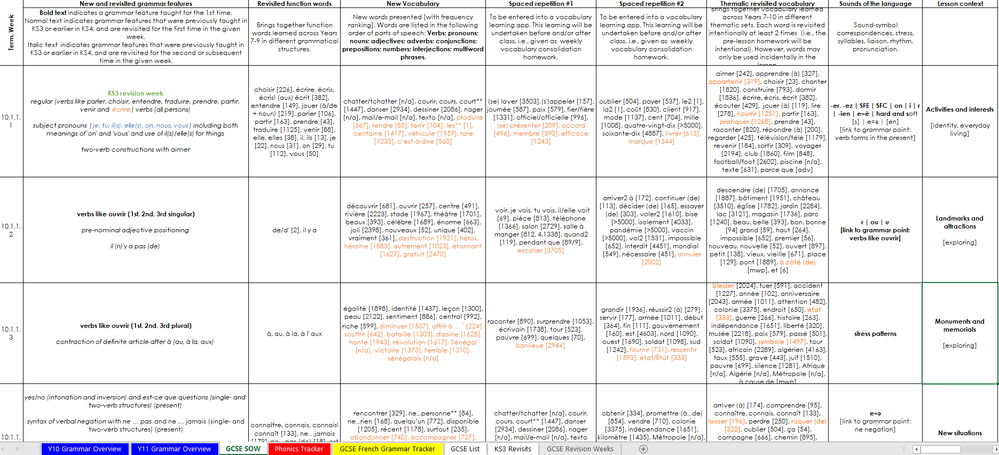 New and revisited grammar features
Revisited function words
New Vocabulary
Spaced repetition #1
Spaced repetition #2
Thematic revisited vocabulary
Sounds of the language
Lesson context
Term, Week
Bold text indicates a grammar feature taught for the 1st time.
Normal text indicates grammar features that were previously taught in
KS3 or earlier in KS4, and are revisited for the first time in the given
week.
Italic text indicates grammar features that were previously taught in
KS3 or earlier in KS4, and are revisited for the second or subsequent
time in the given week.
Brings together function
words learned across Years
7-9 in different grammatical
structures.
New words presented [with frequency
ranking]. Words are listed in the following
order of parts of speech: Verbs; pronouns;
nouns; adjectives; adverbs; conjunctions;
prepositions; numbers; interjections; multiword
phrases.
To be entered into a vocabulary
learning app. This learning will be
undertaken before and/or after
class, i.e., given as weekly
vocabulary consolidation
homework.
To be entered into a vocabulary
learning app. This learning will be
undertaken before and/or after
class, i.e., given as weekly
vocabulary consolidation
homework.
Brings together vocabulary learned
across Years 7-10 in different
thematic sets. Each word is revisited
intentionally at least 2 times (i.e., the
pre-lesson homework will be
intentional). However, words may
only be used incidentally in the
lesson
Sound-symbol
correspondences, stress,
syllables, liaison, rhythm,
pronunciation.
10.1.1.
1
KS3 revision week
regular (verbs like parler, choisir, entendre, traduire, prendre, partir,
venir and écrire) verbs (all persons)
subject pronouns (je, tu, il(s), elle(s), on, nous, vous) including both
meanings of 'on' and 'vous' and use of il(s)/elle(s) for things
two-verb constructions with aimer
choisir [226], écrire, écris,
écris! (aux) écrit [382],
entendre [149], jouer (à/de
+ noun) [219], parler [106],
partir [163], prendre [43],
traduire [1125], venir [88],
elle, elles [38], il, ils [13], je
[22], nous [31], on [29], tu
[112], vous [50]
chatter/tchatter [n/a], courir, cours, court**
[1447], danser [2934], dessiner [2086], nager
[n/a], mail/e-mail [n/a], texto [n/a], produire
[367], rendre [85], tenir [104], les** [1],
centaine [1417], véhicule [1959], rare
[1233], c'est-à-dire [560]
(se) laver [3503],(s')appeler [157],
journée [587], paix [579], fier/fière
[1331], officiel/officielle [996],
(se) présenter [209], accord
[496], membre [390], efficace
[1243]
oublier [504], payer [537], le2 [1],
la2 [1], coût [830], client [917],
mode [1137], cent [704], mille
[1008], quatre-vingt-dix [>5000],
soixante-dix [4887], livrer [613],
marque [1344]
aimer [242], apprendre (à) [327],
appartenir [319], choisir [23], chanter
[1820], construire [793], dormir
[1836], écrire, écris, écrit [382],
écouter [429], jouer (à) [119], lire
[278], nourrir [1251], partir [163],
pratiquer [1268], prendre [43],
raconter [820], répondre (à) [200],
regarder [425], télévision/télé [1179],
revenir [184], sortir [309], voyager
[2194], club [1860], film [848],
football/foot [2602], piscine [n/a],
texte [631], parce que [adv]
-er, -ez | SFE | SFC | on | i | r
| -ien | e=è | hard and soft
[s] | e=ə | [en]
[link to grammar point:
verb forms in the present]
Activities and interests
[identity, everyday
living]
10.1.1.
2
verbs like ouvrir (1st, 2nd, 3rd singular)
pre-nominal adjective positioning
il (n)'y a pas (de)
de/d' [2], il y a
découvrir [681], ouvrir [257], centre [491],
rivière [2223], stade [1967], théâtre [1701],
beaux [393], célèbre [1689], énorme [663],
joli [2398], nouveaux [52], unique [402],
vraiment [361], destruction [1921], héros,
héroïne [1883], autrement [1023], étonnant
[1627], gratuit [2470]
voir, je vois, tu vois, il/elle voit
[69], pièce [813], téléphone
[1366], salon [2729], salle à
manger [812, 4,1338], quand2
[119], pendant que [89/9],
escalier [3705]
arriver2 à [172], continuer (de)
[113], décider (de) [165], essayer
(de) [303], voler2 [1610], bise
[>5000], isolement [4033],
pandémie [>5000], vaccin
[>5000], vol2 [1531], impossible
[652], interdit [4451], mondial
[549], nécessaire [451], annuler
[2002]
descendre (de) [1705], annonce
[1887], bâtiment [1951], château
[3510], église [1782], jardin [2284],
lac [3121], magasin [1736], parc
[1240], beau, belle [393], bon, bonne
[94] grand [59], haut [264],
impossible [652], premier [56],
nouveau, nouvelle [52], ouvert [897],
petit [138], vieux, vieille [671], place
[129], pont [1889], à côté (de)
[mwp], et [6]
r | ou | u
[link to grammar point:
verbs like ouvrir]
Landmarks and
attractions
[exploring]
10.1.1.
3
verbs like ouvrir (1st, 2nd, 3rd plural)
contraction of definite article after à (au, à la, aux)
à, au, à la, à l' aux
égalité [1898], identité [1437], leçon [1300],
peau [2122], sentiment [886], central [992],
riche [599], diminuer [1507], offrir à ... ¹ [224],
souffrir [642], bataille [1303], dizaine [1628],
honte [1943], révolution [1617], Sénégal
[n/a], victoire [1373], terrible [1310],
sénégalais [n/a]
raconter [890], surprendre [1053],
écrivain [1738], tour [523],
pauvre [699], quelques [70],
banlieue [2944]
grandir [1936], réussir2 (à) [279],
servir [177], armée [1011], début
[364], fin [111], gouvernement
[160], est [4603], nord [1090],
ouest [1690], soldat [1098], sud
[1242], fournir [731], ressentir
[1593], état/État [333]
blesser [2024], tuer [591], accident
[1227], année [102], anniversaire
[2043], armée [1011], attention [482],
colonie [3375], endroit [650], état
[333], guerre [266], histoire [263],
indépendance [1651], liberté [320],
musée [2218], paix [579], passé [501],
soldat [1090], symbole [1497], tour
[523], africain [2289], algérien [4163],
faux [555], grave [443], juif [1510],
pauvre [699], silence [1281], Afrique
[n/a], Algérie [n/a], Métropole [n/a],
à cause de [mwp]
stress patterns
Monuments and
memorials
[exploring]
10.1.1.
yes/no (intonation and inversion) and est-ce que questions (single- and
two-verb structures) (present)
syntax of verbal negation with ne ... pas and ne ... jamais (single- and
two-verb structures) (present)
connaître, connais, connais!
connaît [133], ne...jamais
[179], ne... pas (de) [18], est
rencontrer [329], ne...personne** [84],
ne...rien [168], quelqu'un [772], disponible
[1205], récent [1178], surtout [235],
abandonner [740], accompagner [727],
chatter/tchatter [n/a], courir,
cours, court** [1447], danser
[2934], dessiner [2086], nager
[n/a], mail/e-mail [n/a], texto
obtenir [334], promettre (à...de)
[854], vendre [710], colonie
[3375], indépendance [1651],
kilomètre [1435], Métropole [n/a],
arriver (à) [174], comprendre [95],
connaître, connais, connaît [133],
laisser [196], perdre [250], risquer (de)
[322], oublier [504], ça [54],
campagne [666], chemin [895],
e=ə
[link to grammar point:
ne negation]
New situations
Y10 Grammar Overview
Y11 Grammar Overview
GCSE SOW
Phonics Tracker
GCSE French Grammar Tracker
GCSE List
KS3 Revisits
GCSE Revision Weeks